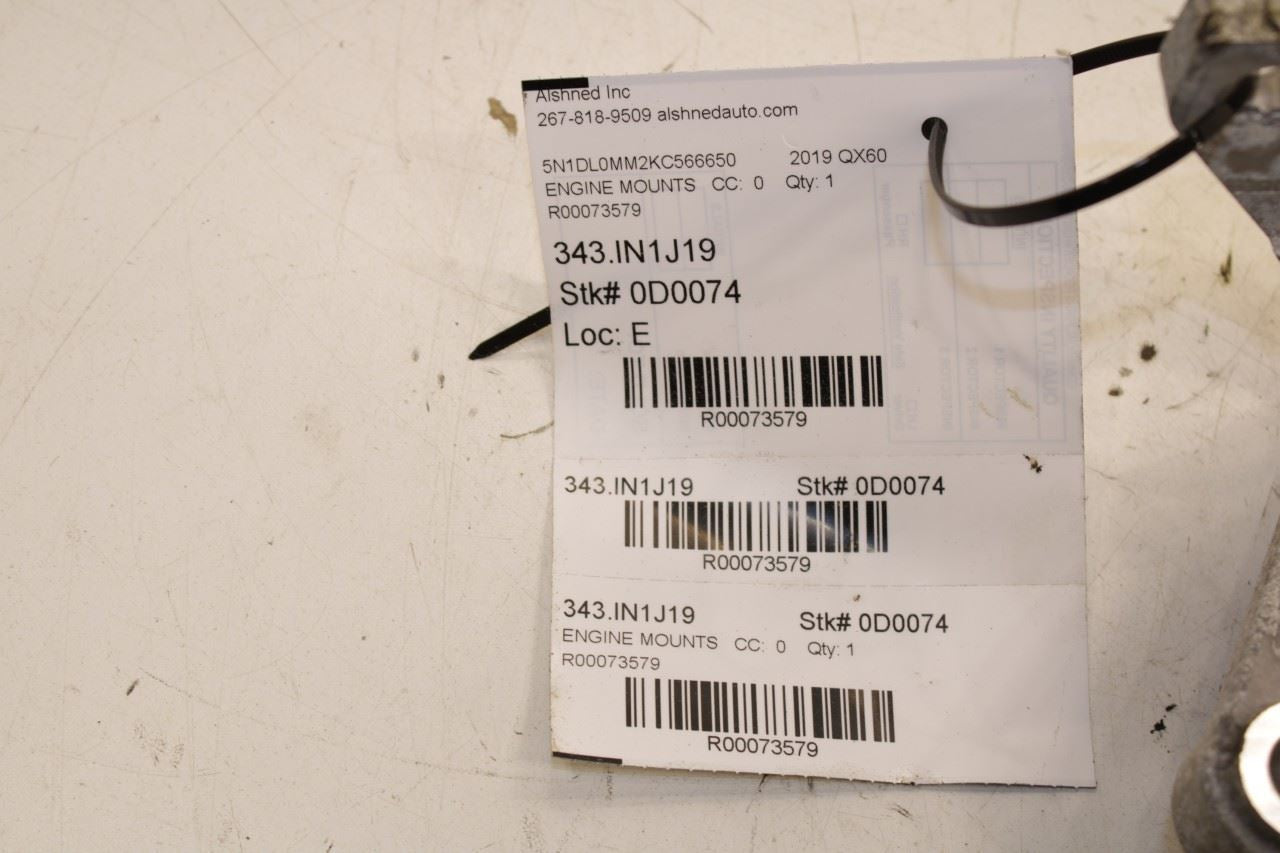 Alshned Inc
267-818-9509 alshnedauto.com
5N1DL0MM2KC566650 2019 QX60
ENGINE MOUNTS CC: 0 Qty: 1
R00073579
343.IN1J19
Stk# 0D0074
Loc: E
R00073579
343.IN1J19 Stk# 0D0074
R00073579
343.IN1J19 Stk# 0D0074
ENGINE MOUNTS CC: 0 Qty: 1
R00073579
R00073579